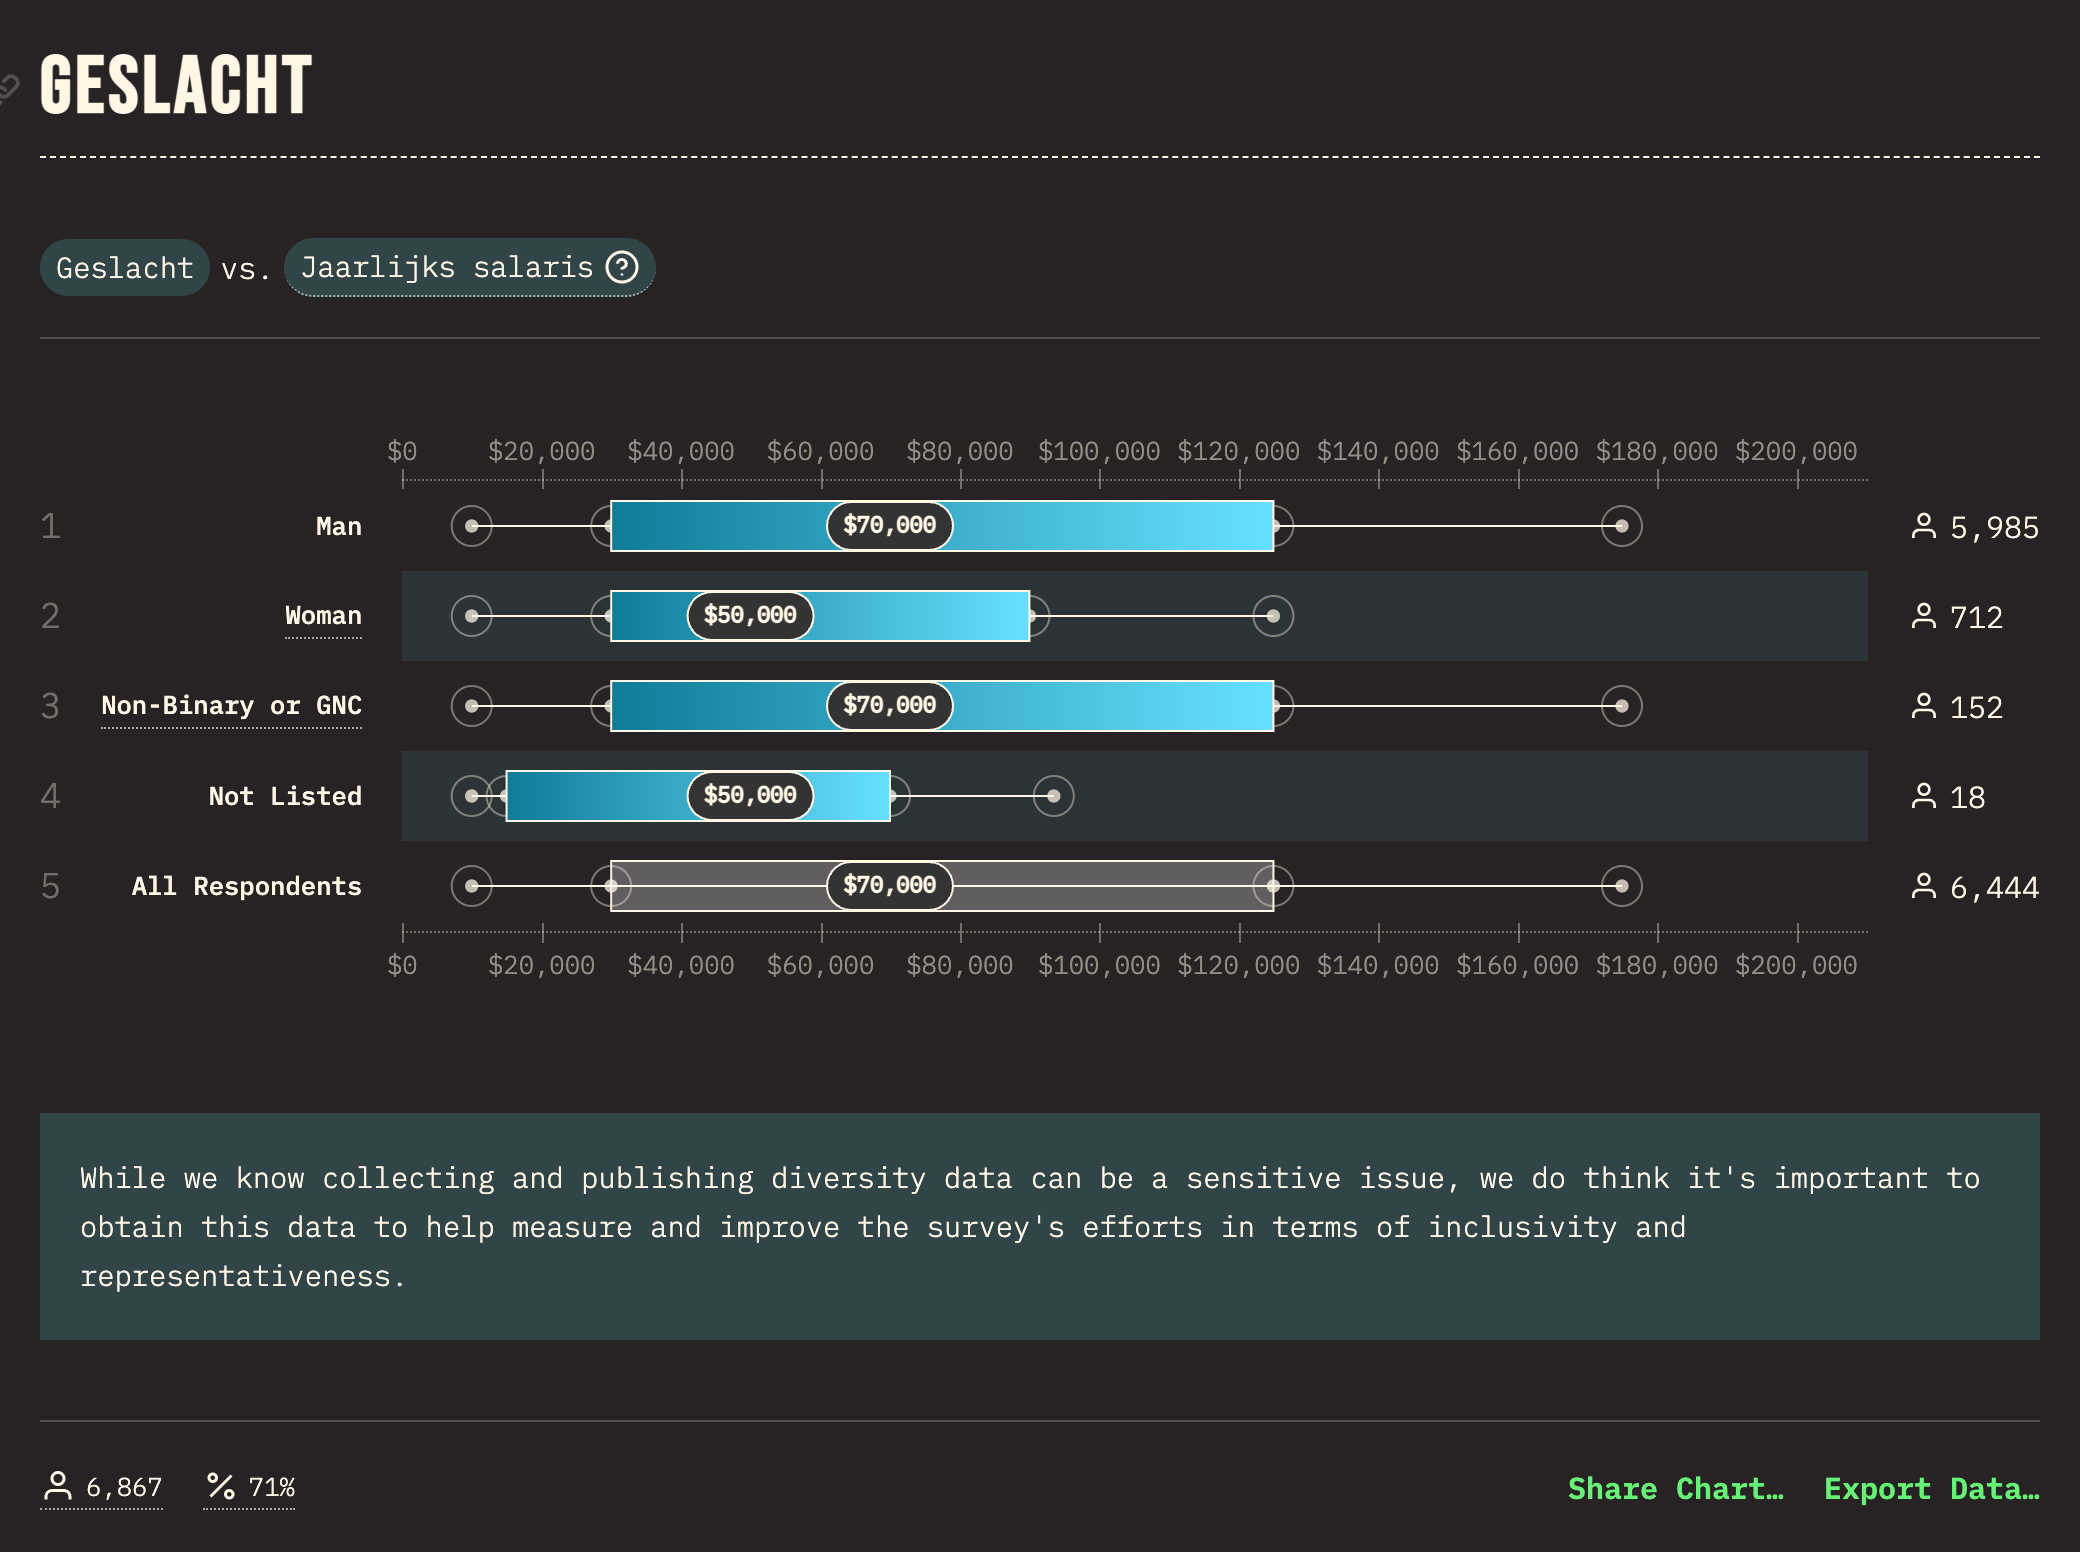 GESLACHT
Geslacht vs. Jaarlijks salaris
$0 $20,000 $40,000 $60,000 $80,000 $100,000 $120,000 $140,000 $160,000 $180,000 $200,000
1 Man $70,000 5,985
2 Woman $50,000 712
3 Non-Binary or GNC $70,000 152
4 Not Listed $50,000 18
5 All Respondents $70,000 6,444
$0 $20,000 $40,000 $60,000 $80,000 $100,000 $120,000 $140,000 $160,000 $180,000 $200,000
While we know collecting and publishing diversity data can be a sensitive issue, we do think it's important to
obtain this data to help measure and improve the survey's efforts in terms of inclusivity and
representativeness.
6,867 71% Share Chart… Export Data…